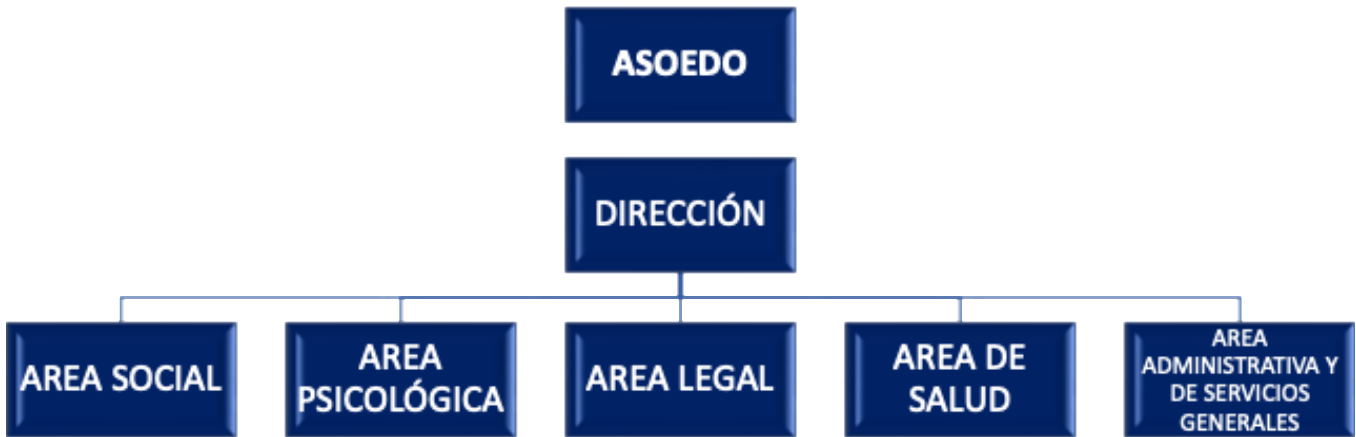 ASOEDO
DIRECCIÓN
AREA SOCIAL
AREA
PSICOLÓGICA
AREA LEGAL
AREA DE
SALUD
AREA
ADMINISTRATIVA Y
DE SERVICIOS
GENERALES